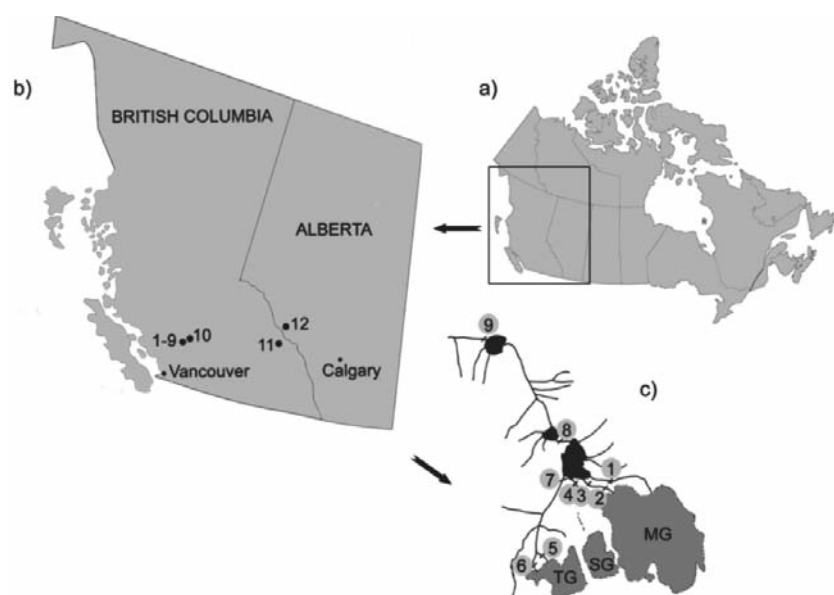 b)
a)
BRITISH COLUMBIA
ALBERTA
12
1-9 10
11
Vancouver
Calgary
9
c)
8
1
7
4 3 2
MG
5
6
SG
TG